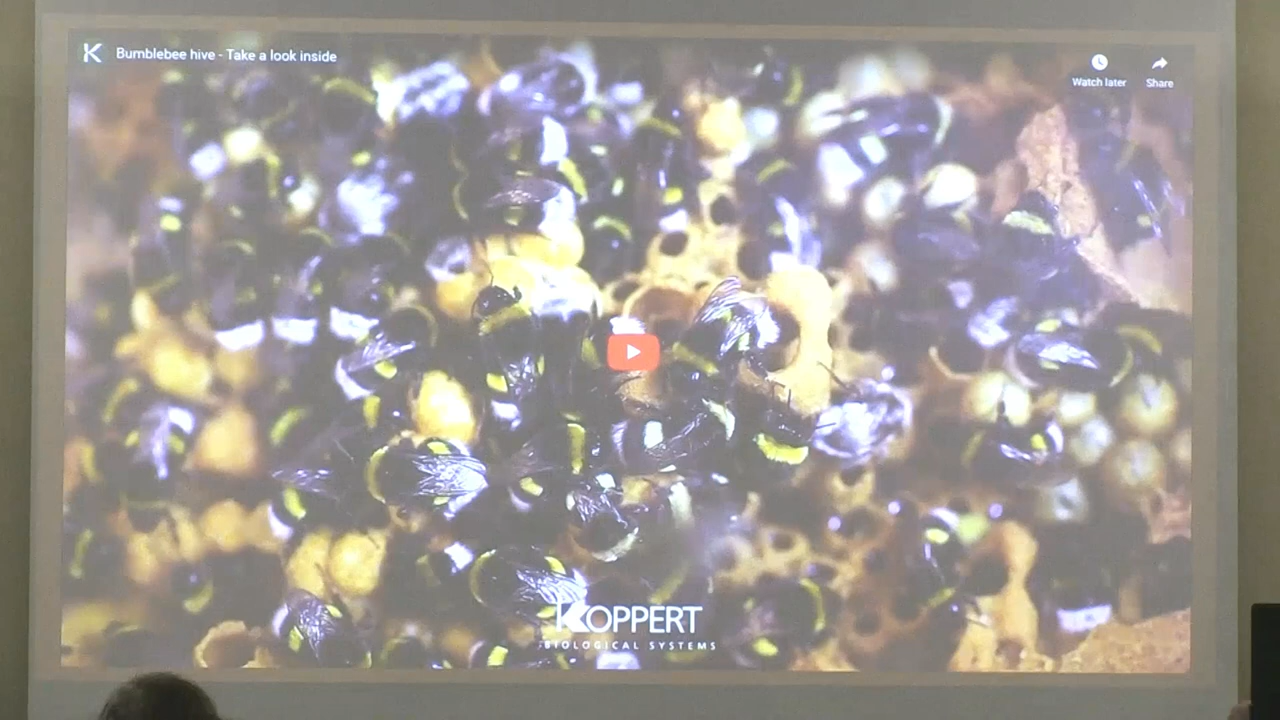 Bumblebee hive - Take a look inside
Watch later
Share
KOPPERT
BIOLOGICAL SYSTEMS